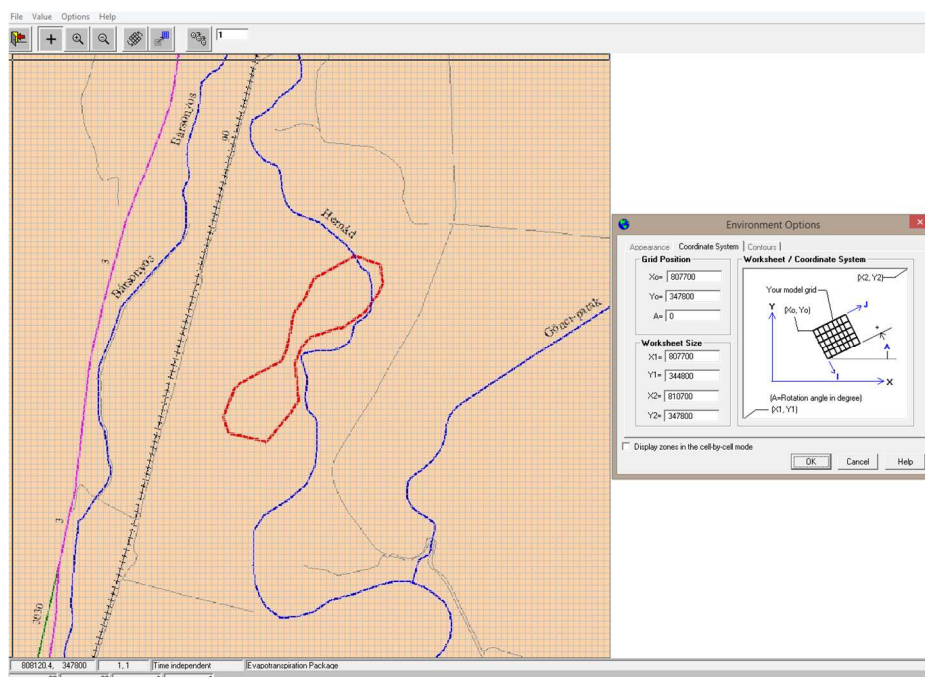 File Value Options Help
1
Bársonyos
90
Hernád
3
Bársonyos
Gönci-patak
3
3930
808120.4, 347800 1, 1 Time independent Evapotranspiration Package
Environment Options
Appearance Coordinate System Contours
Grid Position
Xo= 807700
Yo= 347800
A= 0
Worksheet Size
X1= 807700
Y1= 344800
X2= 810700
Y2= 347800
Worksheet / Coordinate System
[X2, Y2]
Your model grid
Y
J
[Xo, Yo]
A
I
X
(A=Rotation angle in degree)
[X1, Y1]
Display zones in the cell-by-cell mode
OK Cancel Help